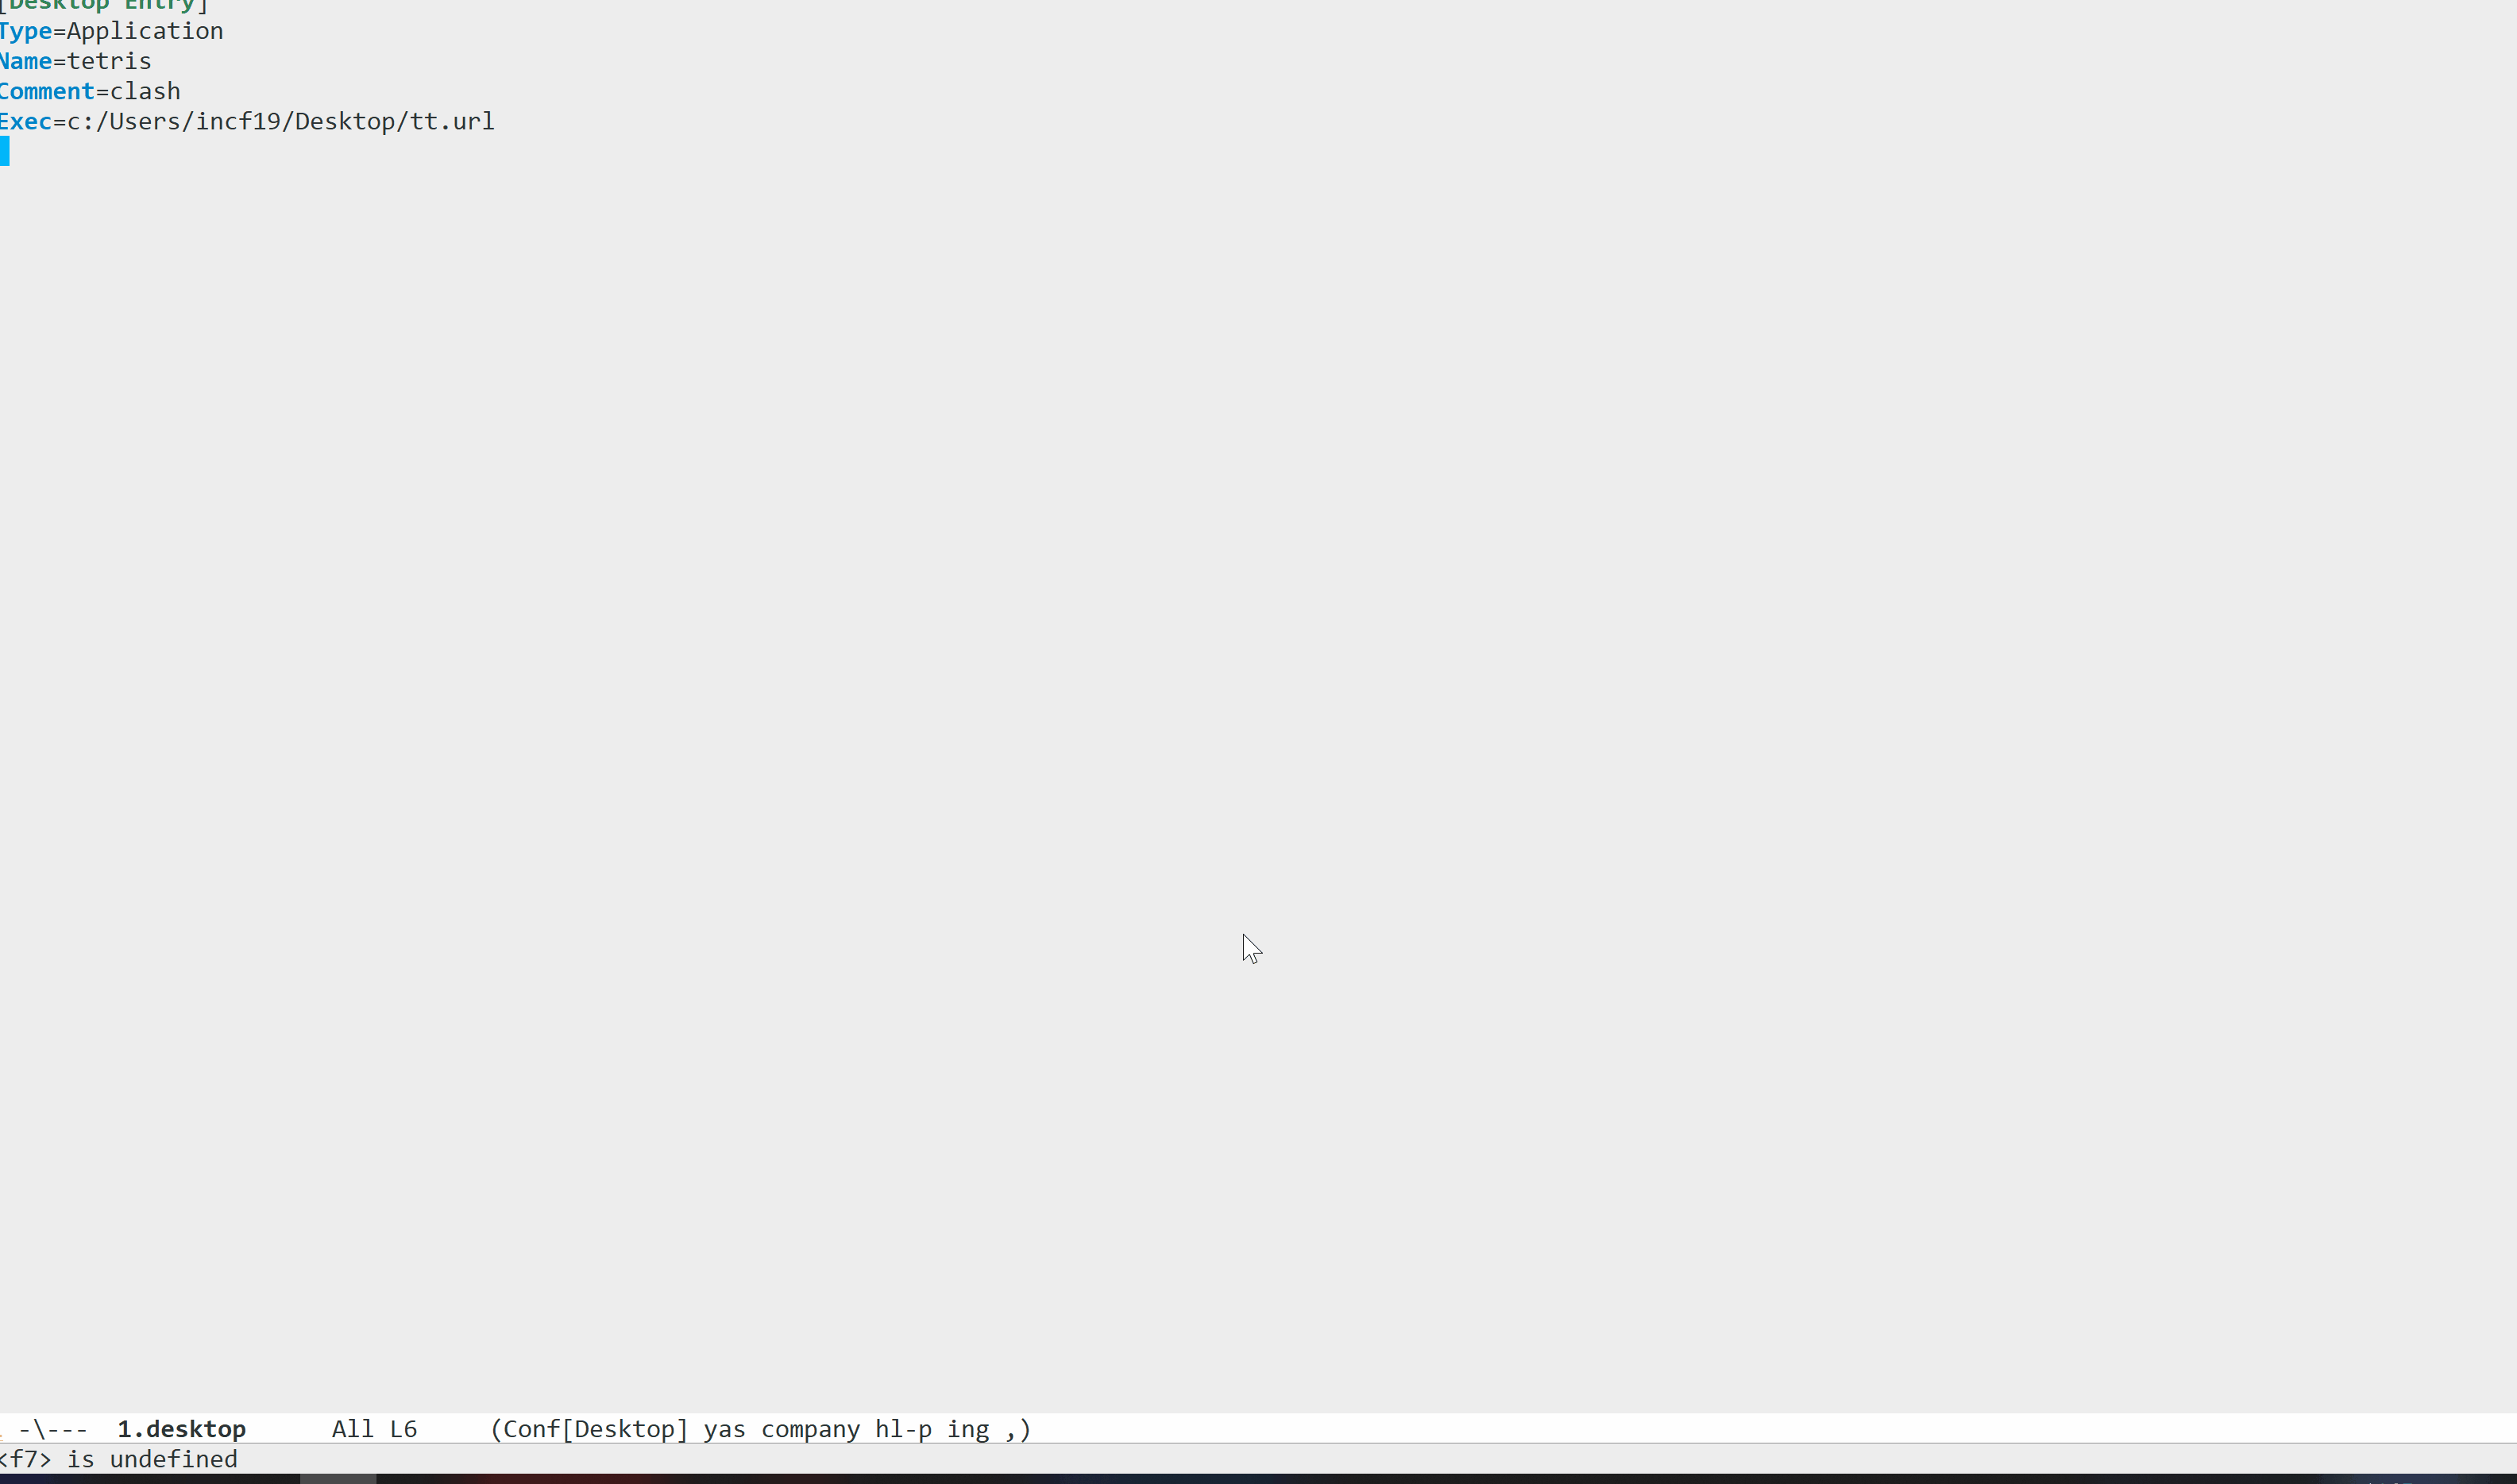 [Desktop Entry]
Type=Application
Name=tetris
Comment=clash
Exec=c:/Users/incf19/Desktop/tt.url
-\--- 1.desktop All L6 (Conf[Desktop] yas company hl-p ing ,)
<f7> is undefined